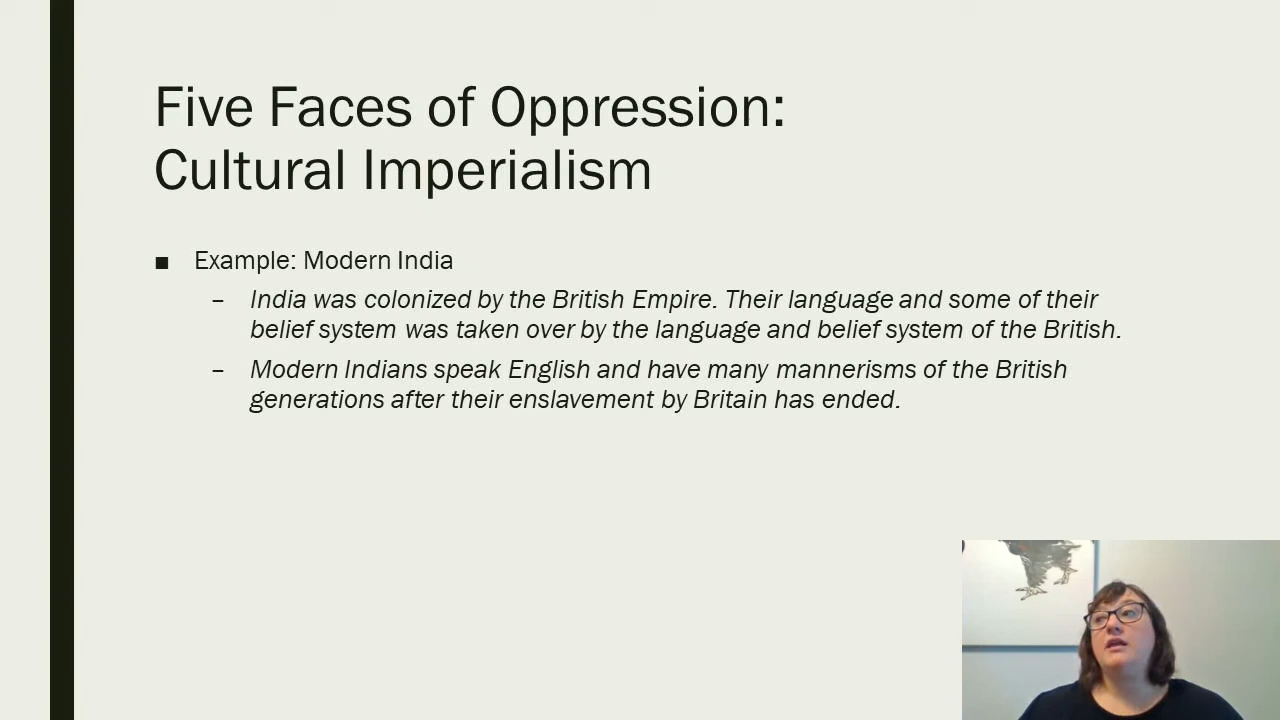 Five Faces of Oppression:
Cultural Imperialism
■ Example: Modern India
– India was colonized by the British Empire. Their language and some of their
belief system was taken over by the language and belief system of the British.
– Modern Indians speak English and have many mannerisms of the British
generations after their enslavement by Britain has ended.